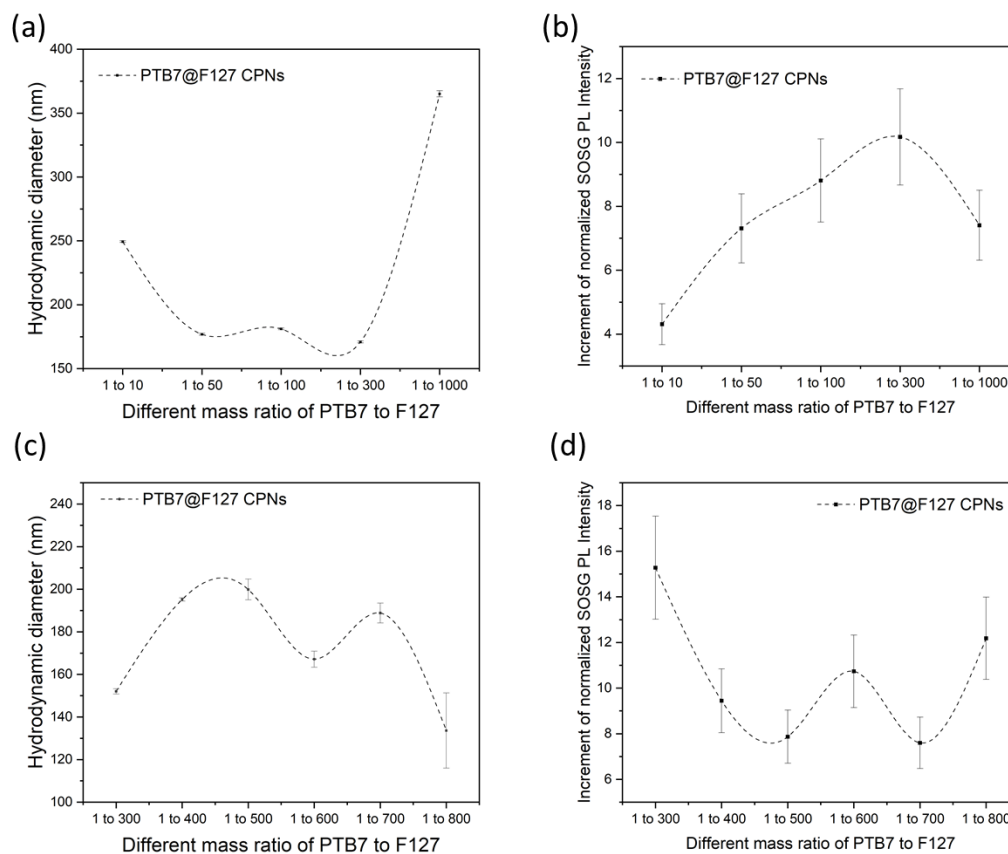 (a)
Hydrodynamic diameter (nm)
400
350
300
250
200
150
PTB7@F127 CPNs
1 to 10 1 to 50 1 to 100 1 to 300 1 to 1000
Different mass ratio of PTB7 to F127
(b)
Increment of normalized SOSG PL Intensity
12
10
8
6
4
PTB7@F127 CPNs
1 to 10 1 to 50 1 to 100 1 to 300 1 to 1000
Different mass ratio of PTB7 to F127
(c)
Hydrodynamic diameter (nm)
240
220
200
180
160
140
120
100
PTB7@F127 CPNs
1 to 300 1 to 400 1 to 500 1 to 600 1 to 700 1 to 800
Different mass ratio of PTB7 to F127
(d)
Increment of normalized SOSG PL Intensity
18
16
14
12
10
8
6
PTB7@F127 CPNs
1 to 300 1 to 400 1 to 500 1 to 600 1 to 700 1 to 800
Different mass ratio of PTB7 to F127